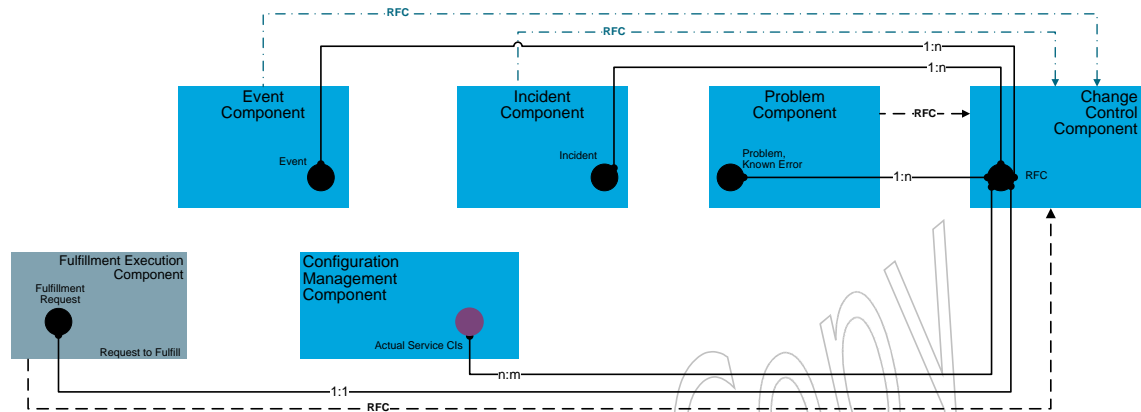 RFC
RFC
1:n
1:n
Event
Component
Incident
Component
Problem
Component
Change
Control
Component
RFC
Event
Incident
Problem,
Known Error
1:n
RFC
Fulfillment Execution
Component
Fulfillment
Request
Request to Fulfill
Configuration
Management
Component
Actual Service CIs
n:m
1:1
RFC
copy